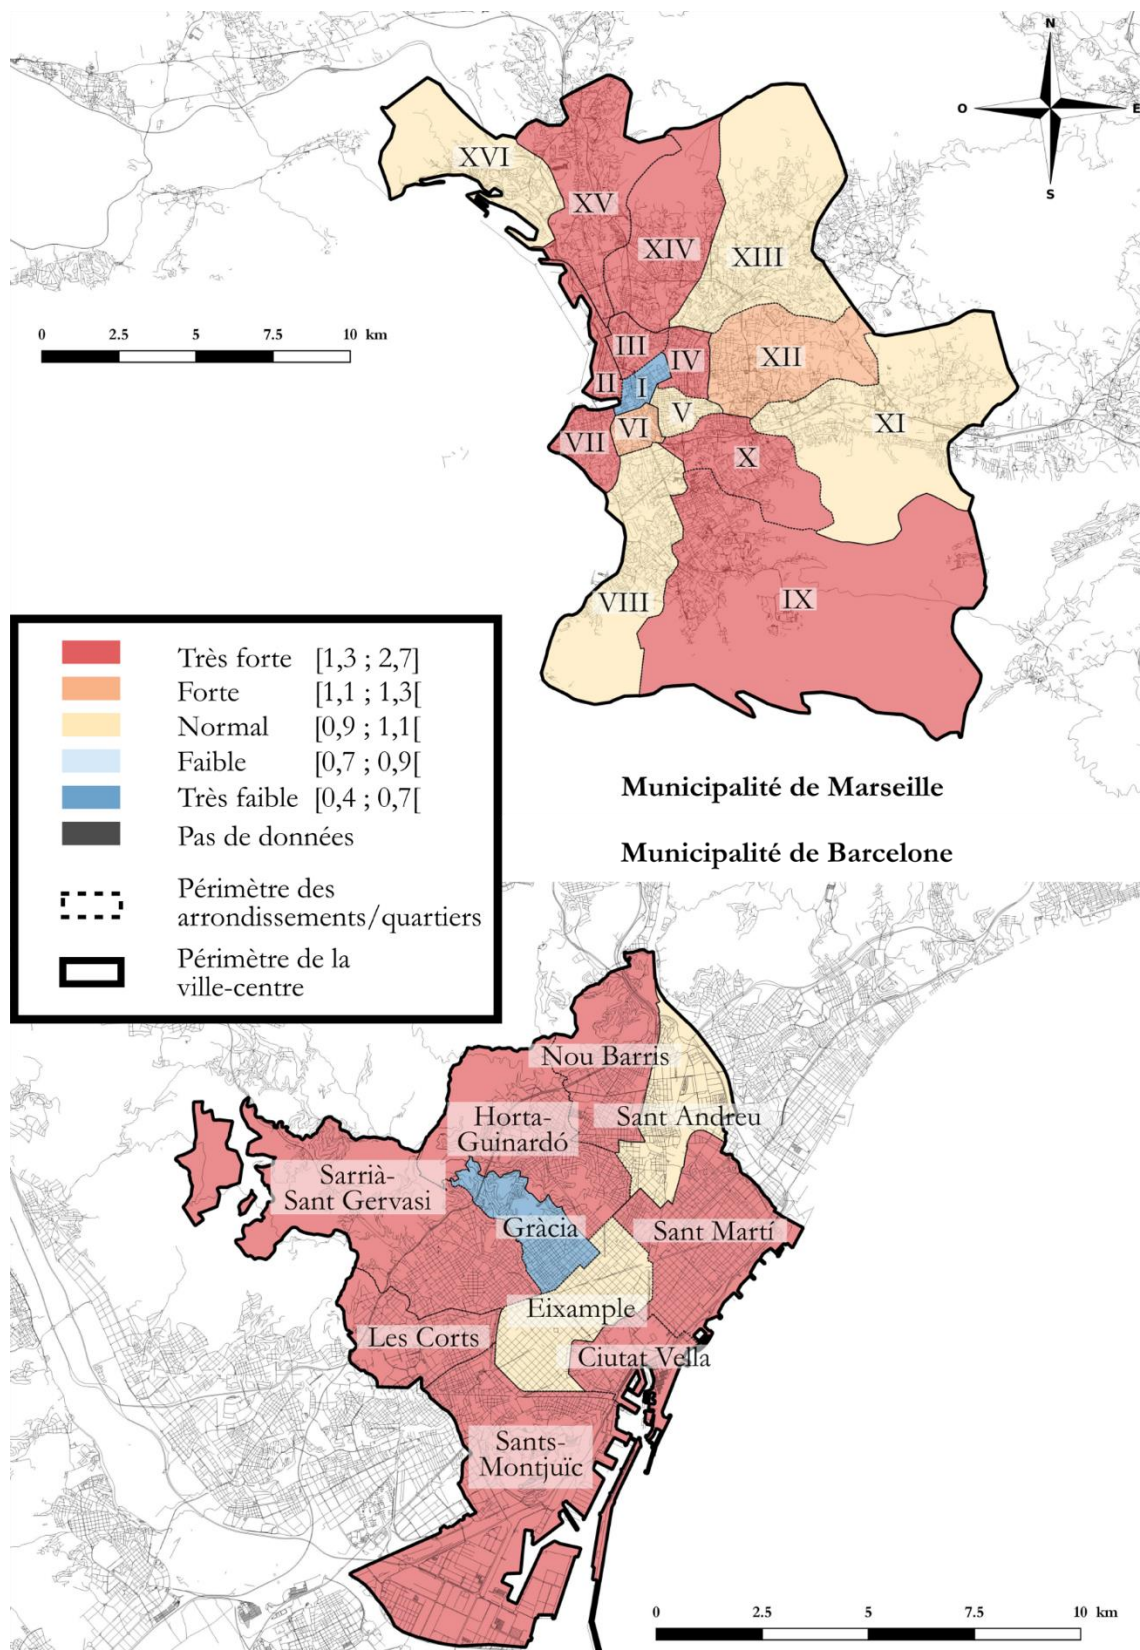 N
O
E
S
XVI
XV
XIV
XIII
III
IV
XII
II
I
V
XI
VI
VII
X
VIII
IX
0 2.5 5 7.5 10 km
Très forte [1,3 ; 2,7]
Forte [1,1 ; 1,3[
Normal [0,9 ; 1,1[
Faible [0,7 ; 0,9[
Très faible [0,4 ; 0,7[
Pas de données
Périmètre des
arrondissements/quartiers
Périmètre de la
ville-centre
Municipalité de Marseille
Municipalité de Barcelone
Nou Barris
Sant Andreu
Horta-
Guinardó
Sarrià-
Sant Gervasi
Gràcia
Sant Martí
Eixample
Les Corts
Ciutat Vella
Sants-
Montjuïc
0 2.5 5 7.5 10 km